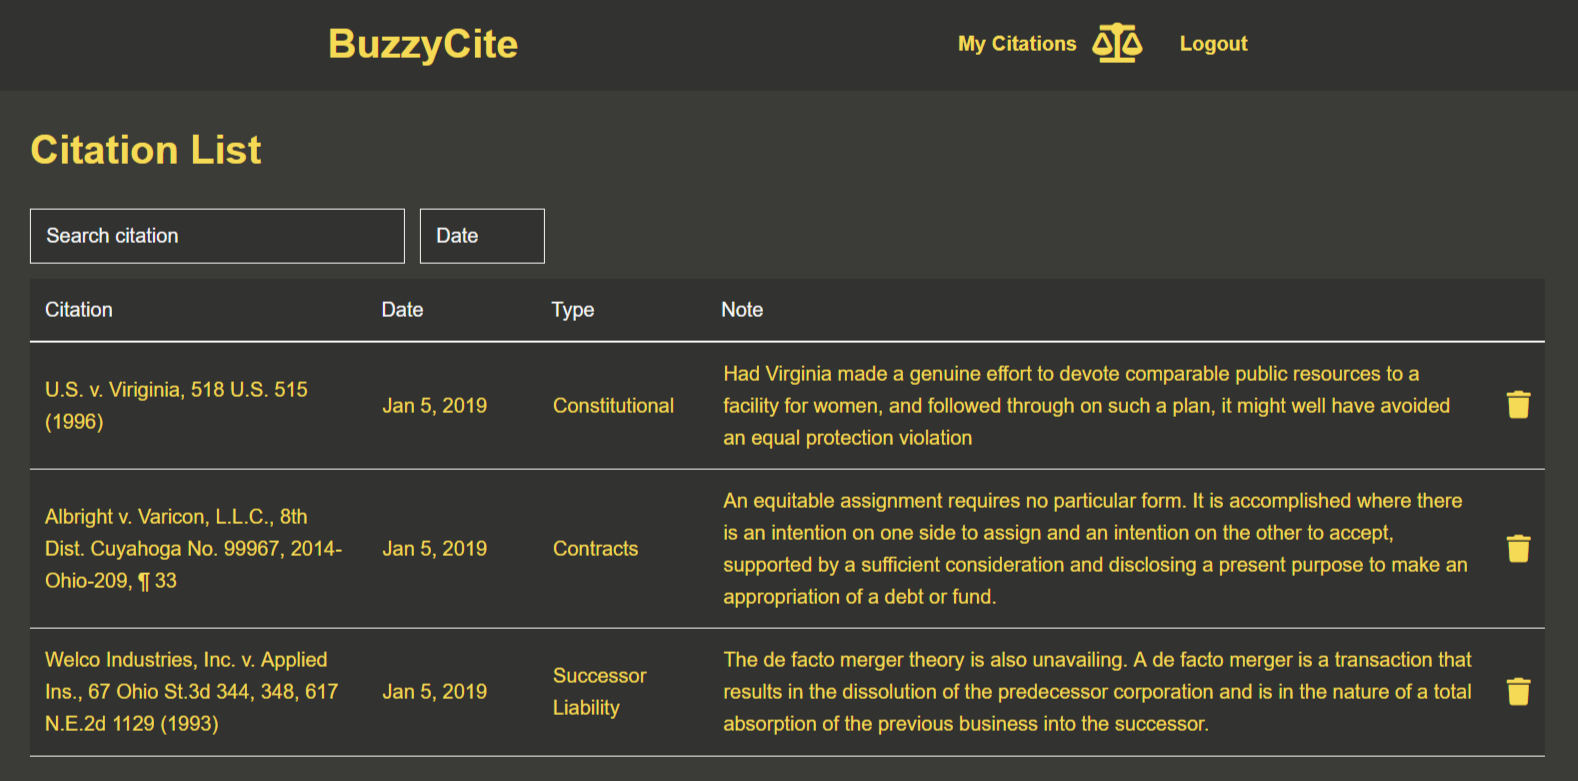 BuzzyCite
My Citations
Logout
Citation List
Search citation
Date
Citation
Date
Type
Note
U.S. v. Viriginia, 518 U.S. 515
(1996)
Jan 5, 2019
Constitutional
Had Virginia made a genuine effort to devote comparable public resources to a
facility for women, and followed through on such a plan, it might well have avoided
an equal protection violation
Albright v. Varicon, L.L.C., 8th
Dist. Cuyahoga No. 99967, 2014-
Ohio-209, ¶ 33
Jan 5, 2019
Contracts
An equitable assignment requires no particular form. It is accomplished where there
is an intention on one side to assign and an intention on the other to accept,
supported by a sufficient consideration and disclosing a present purpose to make an
appropriation of a debt or fund.
Welco Industries, Inc. v. Applied
Ins., 67 Ohio St.3d 344, 348, 617
N.E.2d 1129 (1993)
Jan 5, 2019
Successor
Liability
The de facto merger theory is also unavailing. A de facto merger is a transaction that
results in the dissolution of the predecessor corporation and is in the nature of a total
absorption of the previous business into the successor.